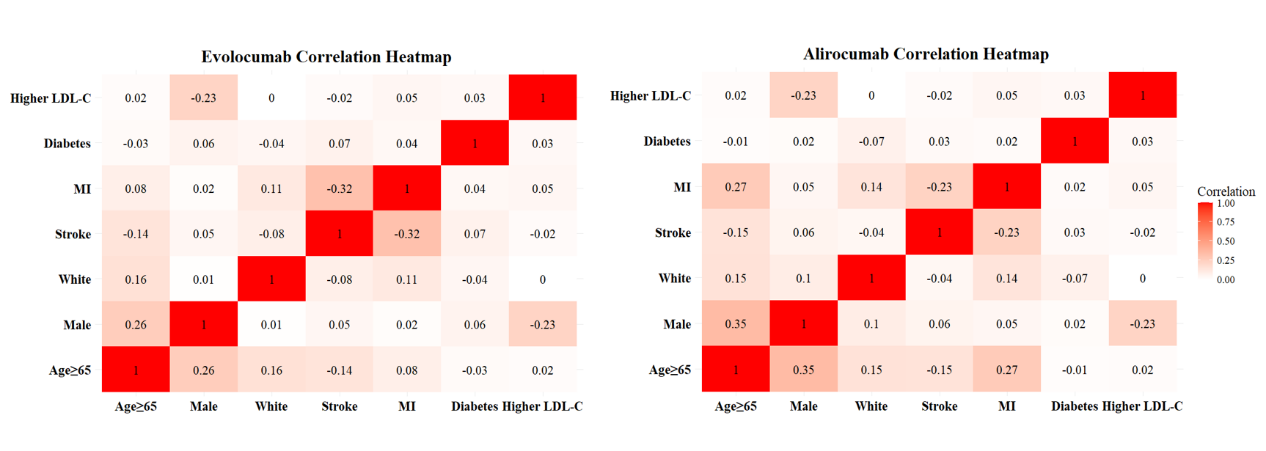 Evolocumab Correlation Heatmap
Higher LDL-C 0.02 -0.23 0 -0.02 0.05 0.03 1
Diabetes -0.03 0.06 -0.04 0.07 0.04 1 0.03
MI 0.08 0.02 0.11 -0.32 1 0.04 0.05
Stroke -0.14 0.05 -0.08 1 -0.32 0.07 -0.02
White 0.16 0.01 1 -0.08 0.11 -0.04 0
Male 0.26 1 0.01 0.05 0.02 0.06 -0.23
Age≥65 1 0.26 0.16 -0.14 0.08 -0.03 0.02
Age≥65 Male White Stroke MI Diabetes Higher LDL-C
Alirocumab Correlation Heatmap
Higher LDL-C 0.02 -0.23 0 -0.02 0.05 0.03 1
Diabetes -0.01 0.02 -0.07 0.03 0.02 1 0.03
MI 0.27 0.05 0.14 -0.23 1 0.02 0.05
Stroke -0.15 0.06 -0.04 1 -0.23 0.03 -0.02
White 0.15 0.1 1 -0.04 0.14 -0.07 0
Male 0.35 1 0.1 0.06 0.05 0.02 -0.23
Age≥65 1 0.35 0.15 -0.15 0.27 -0.01 0.02
Age≥65 Male White Stroke MI Diabetes Higher LDL-C
Correlation
1.00
0.75
0.50
0.25
0.00